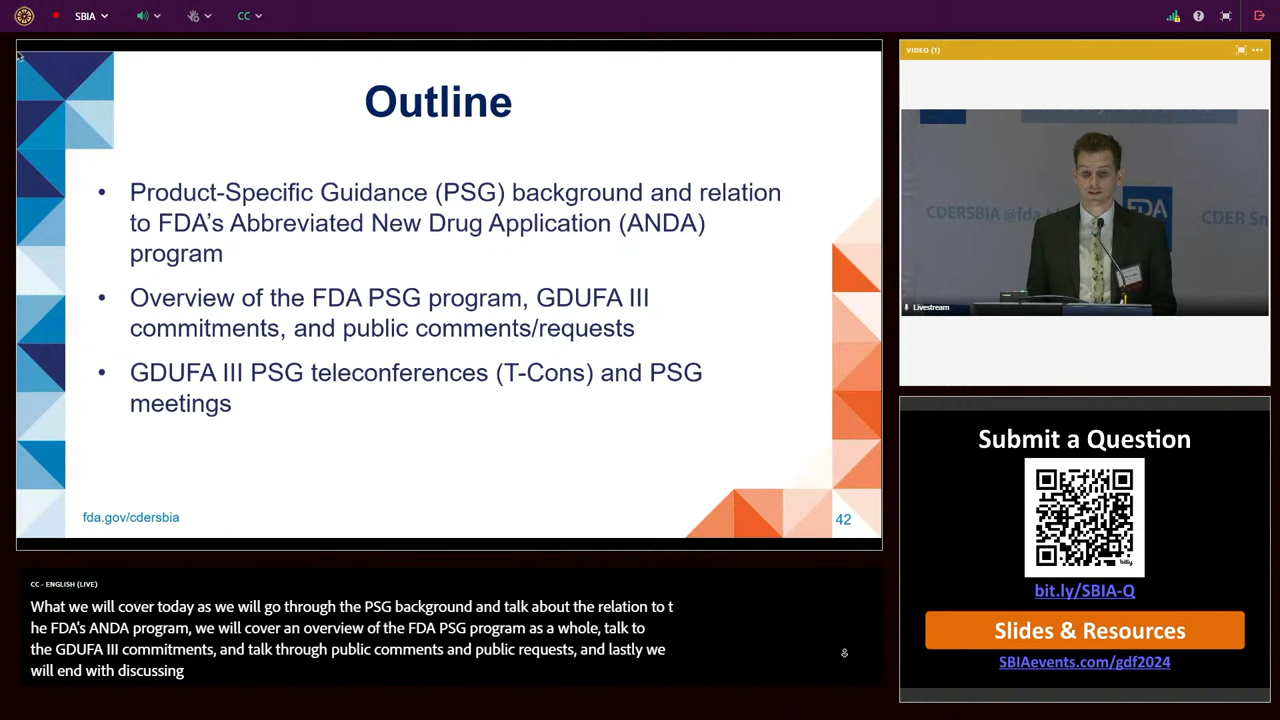 SBIA
CC
Outline
• Product-Specific Guidance (PSG) background and relation
to FDA's Abbreviated New Drug Application (ANDA)
program
• Overview of the FDA PSG program, GDUFA III
commitments, and public comments/requests
• GDUFA III PSG teleconferences (T-Cons) and PSG
meetings
fda.gov/cdersbia
42
CC - ENGLISH (LIVE)
What we will cover today as we will go through the PSG background and talk about the relation to t
he FDA's ANDA program, we will cover an overview of the FDA PSG program as a whole, talk to
the GDUFA III commitments, and talk through public comments and public requests, and lastly we
will end with discussing
VIDEO (1)
CDERSBIA @fda
FDA
CDER Sm
Livestream
Submit a Question
bitly
bit.ly/SBIA-Q
Slides & Resources
SBIAevents.com/gdf2024